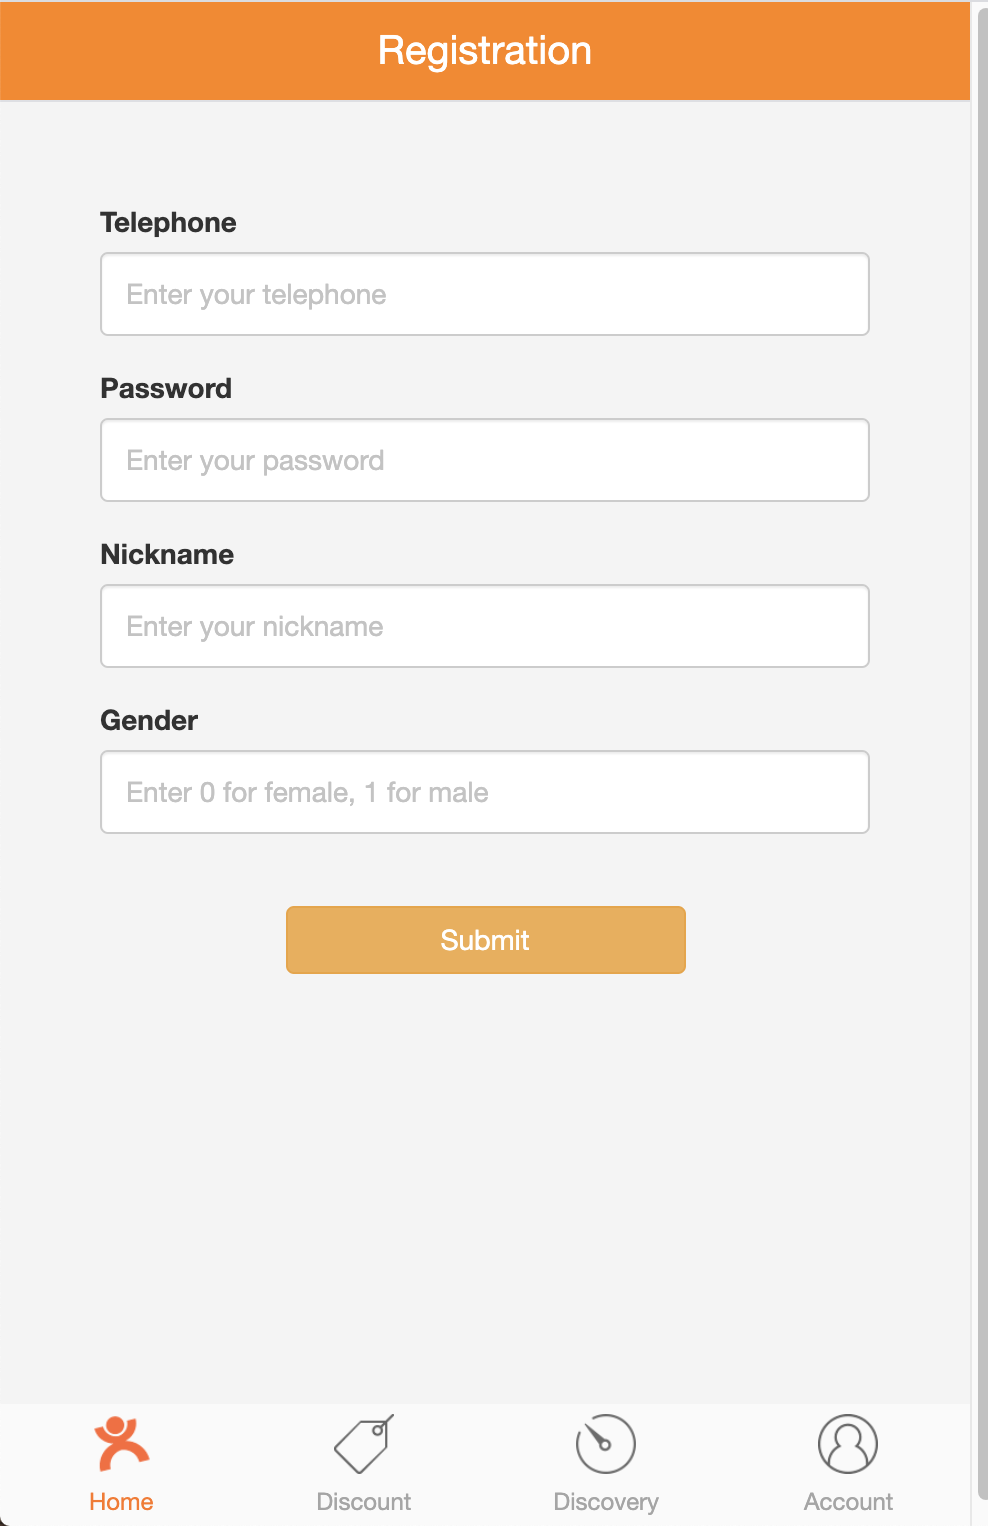 Registration
Telephone
Enter your telephone
Password
Enter your password
Nickname
Enter your nickname
Gender
Enter 0 for female, 1 for male
Submit
Home Discount Discovery Account